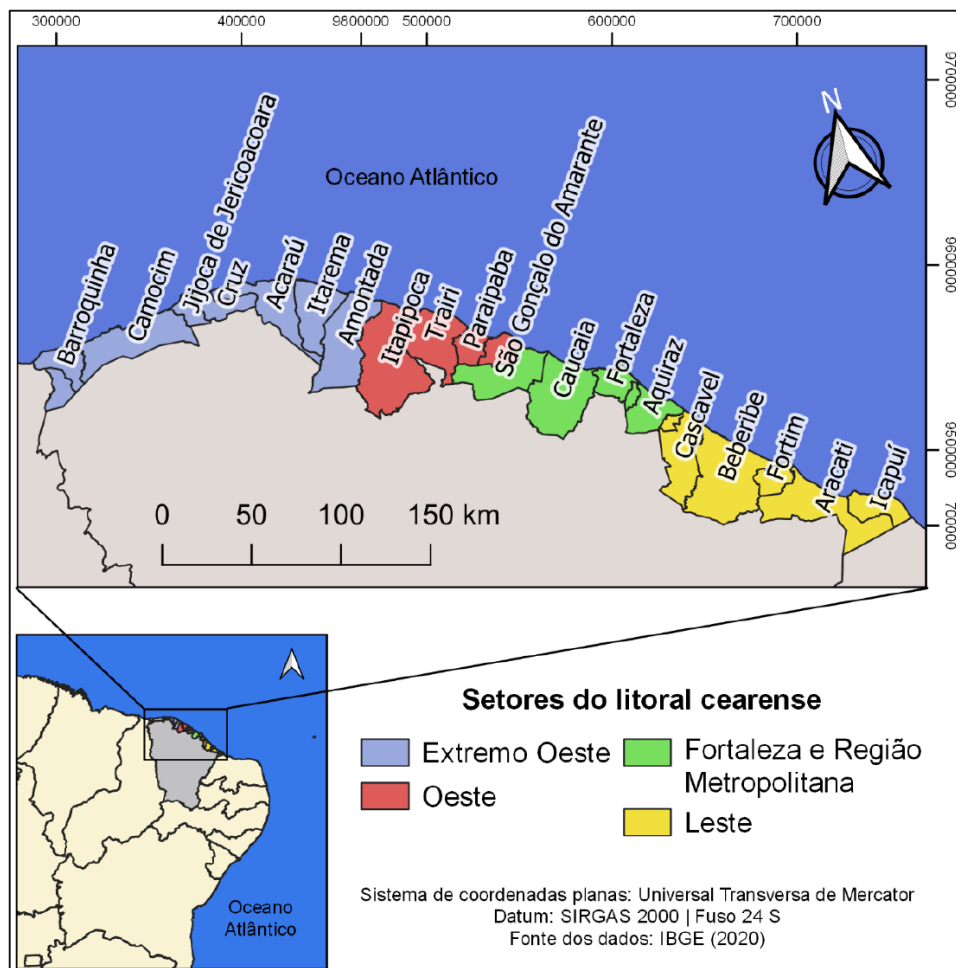 300000
400000
9800000
500000
600000
700000
9700000
9600000
9500000
700000
N
Oceano Atlântico
Barroquinha
Camocim
Jijoca de Jericoacoara
Cruz
Acaraú
Itarema
Amontada
Itapipoca
Trairi
Paraipaba
São Gonçalo do Amarante
Caucaia
Fortaleza
Aquiraz
Cascavel
Beberibe
Fortim
Aracati
Icapuí
0 50 100 150 km
Oceano
Atlântico
Setores do litoral cearense
Extremo Oeste
Oeste
Fortaleza e Região
Metropolitana
Leste
Sistema de coordenadas planas: Universal Transversa de Mercator
Datum: SIRGAS 2000 | Fuso 24 S
Fonte dos dados: IBGE (2020)